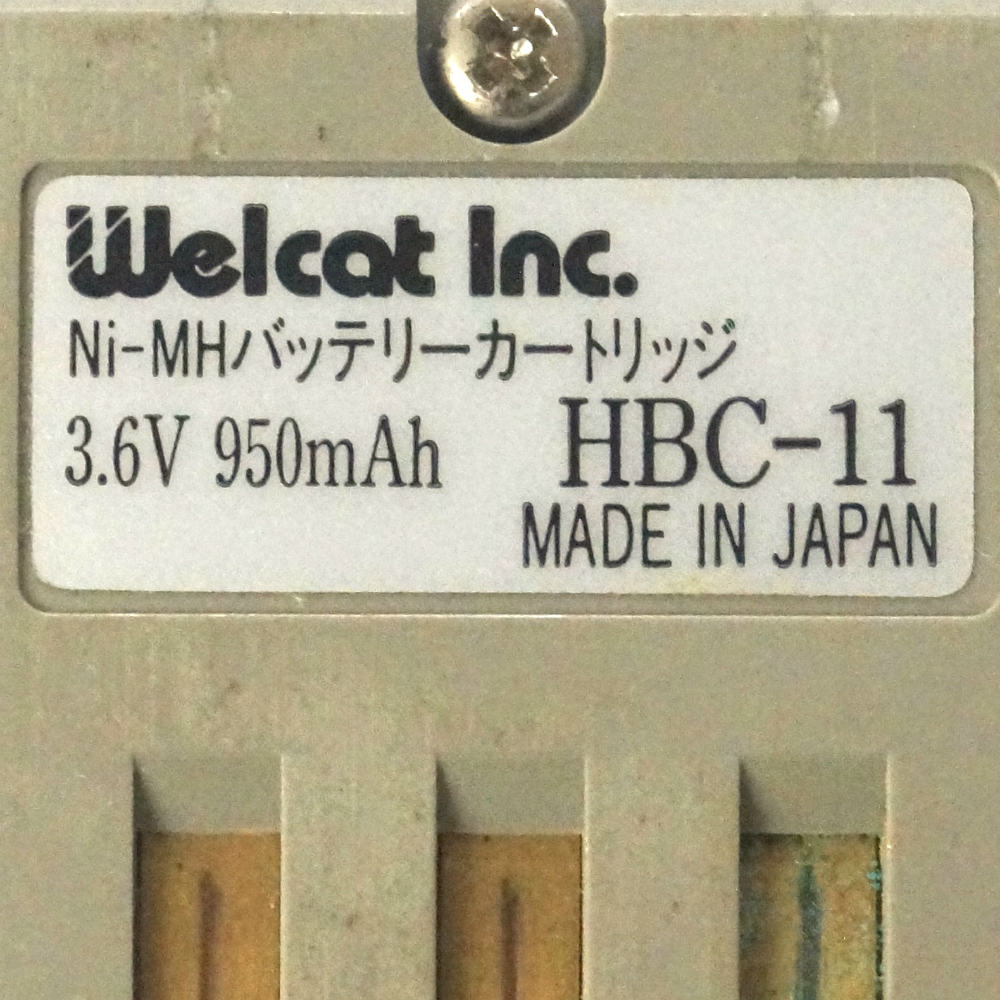 Welcat Inc.
Ni-MHバッテリーカートリッジ
3.6V 950mAh HBC-11
MADE IN JAPAN